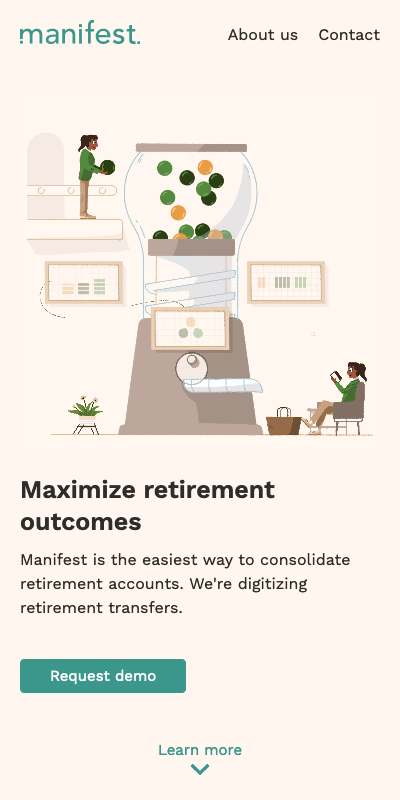 manifest.
About us Contact
Maximize retirement
outcomes
Manifest is the easiest way to consolidate
retirement accounts. We're digitizing
retirement transfers.
Request demo
Learn more